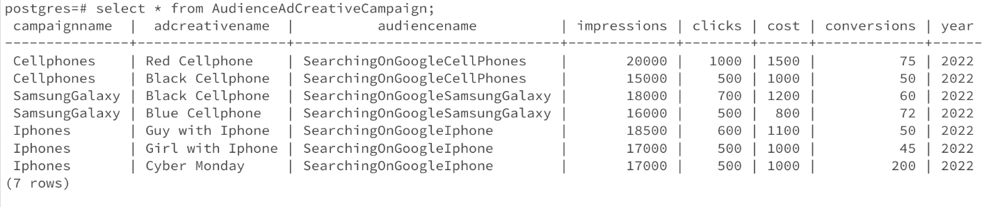 postgres=# select * from AudienceAdCreativeCampaign;
 campaignname  |  adcreativename  |         audiencename         | impressions | clicks | cost | conversions | year
---------------+------------------+------------------------------+-------------+--------+------+-------------+------
 Cellphones    | Red Cellphone    | SearchingOnGoogleCellPhones   |       20000 |   1000 | 1500 |          75 | 2022
 Cellphones    | Black Cellphone  | SearchingOnGoogleCellPhones   |       15000 |    500 | 1000 |          50 | 2022
 SamsungGalaxy | Black Cellphone  | SearchingOnGoogleSamsungGalaxy |       18000 |    700 | 1200 |          60 | 2022
 SamsungGalaxy | Blue Cellphone   | SearchingOnGoogleSamsungGalaxy |       16000 |    500 |  800 |          72 | 2022
 Iphones       | Guy with Iphone  | SearchingOnGoogleIphone       |       18500 |    600 | 1100 |          50 | 2022
 Iphones       | Girl with Iphone | SearchingOnGoogleIphone       |       17000 |    500 | 1000 |          45 | 2022
 Iphones       | Cyber Monday     | SearchingOnGoogleIphone       |       17000 |    500 | 1000 |         200 | 2022
(7 rows)